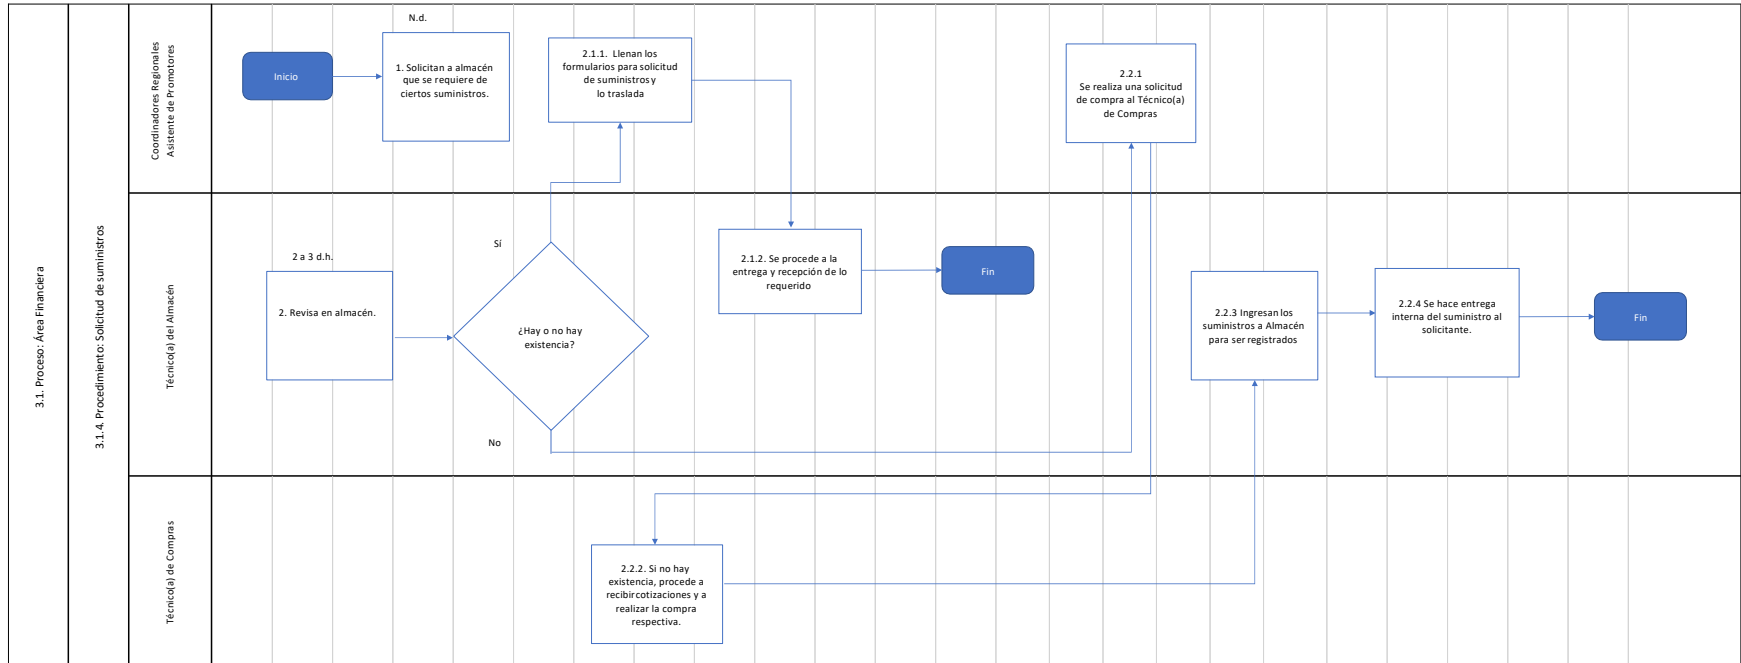 3.1. Proceso: Área Financiera
3.1.4. Procedimiento: Solicitud de suministros
Coordinadores Regionales
Asistente de Promotores
Inicio
N.d.
1. Solicitan a almacén
que se requiere de
ciertos suministros.
2.1.1. Llenan los
formularios para solicitud
de suministros y
lo traslada
2.2.1
Se realiza una solicitud
de compra al Técnico(a)
de Compras
Técnico(a) del Almacén
2 a 3 d.h.
2. Revisa en almacén.
Sí
¿Hay o no hay
existencia?
No
2.1.2. Se procede a la
entrega y recepción de lo
requerido
Fin
2.2.3 Ingresan los
suministros a Almacén
para ser registrados
2.2.4 Se hace entrega
interna del suministro al
solicitante.
Fin
Técnico(a) de Compras
2.2.2. Si no hay
existencia, procede a
recibir cotizaciones y a
realizar la compra
respectiva.